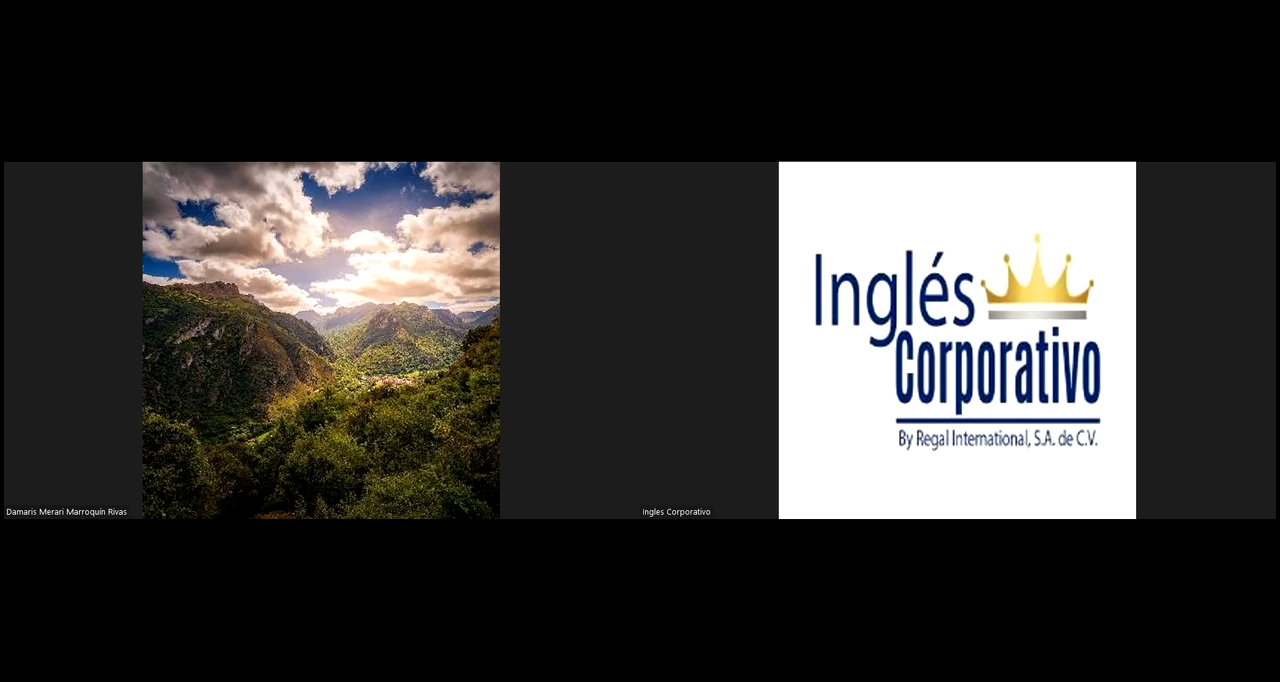 Inglés
Corporativo
By Regal International, S.A. de C.V.
Damaris Merari Marroquín Rivas
Ingles Corporativo